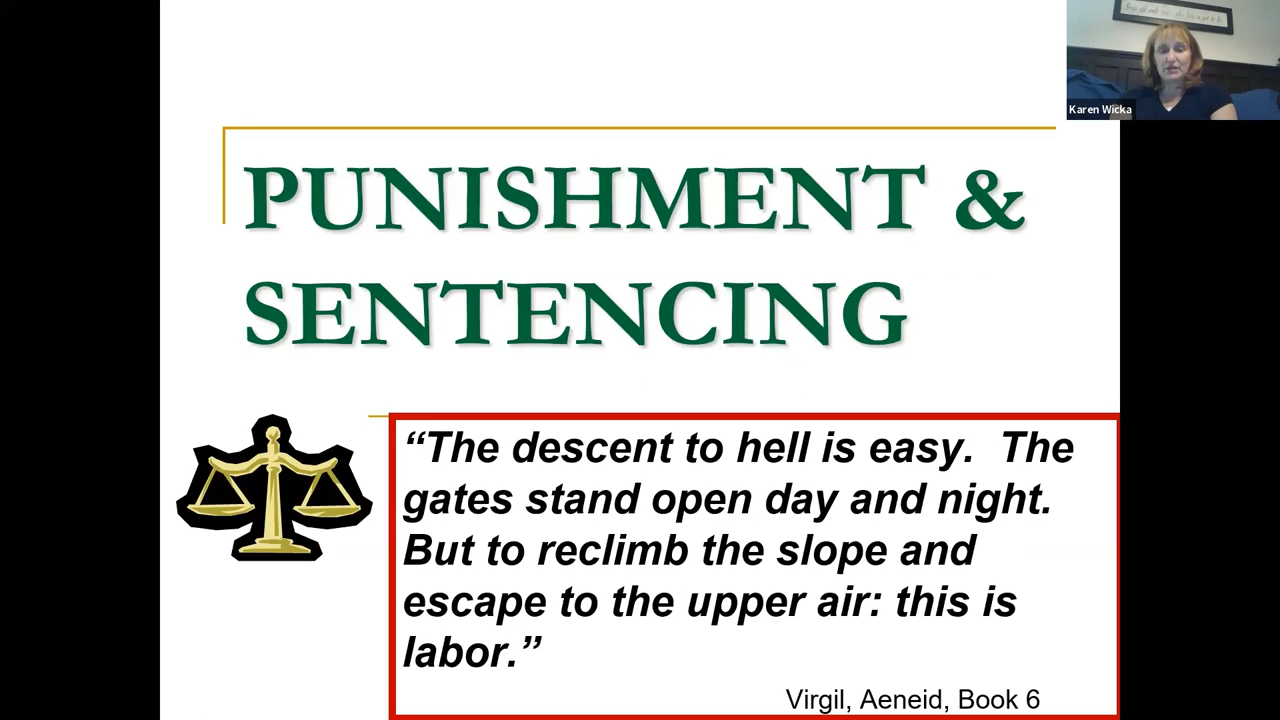 Karen Wicka
PUNISHMENT &
SENTENCING
“The descent to hell is easy.  The
gates stand open day and night.
But to reclimb the slope and
escape to the upper air: this is
labor.”
Virgil, Aeneid, Book 6